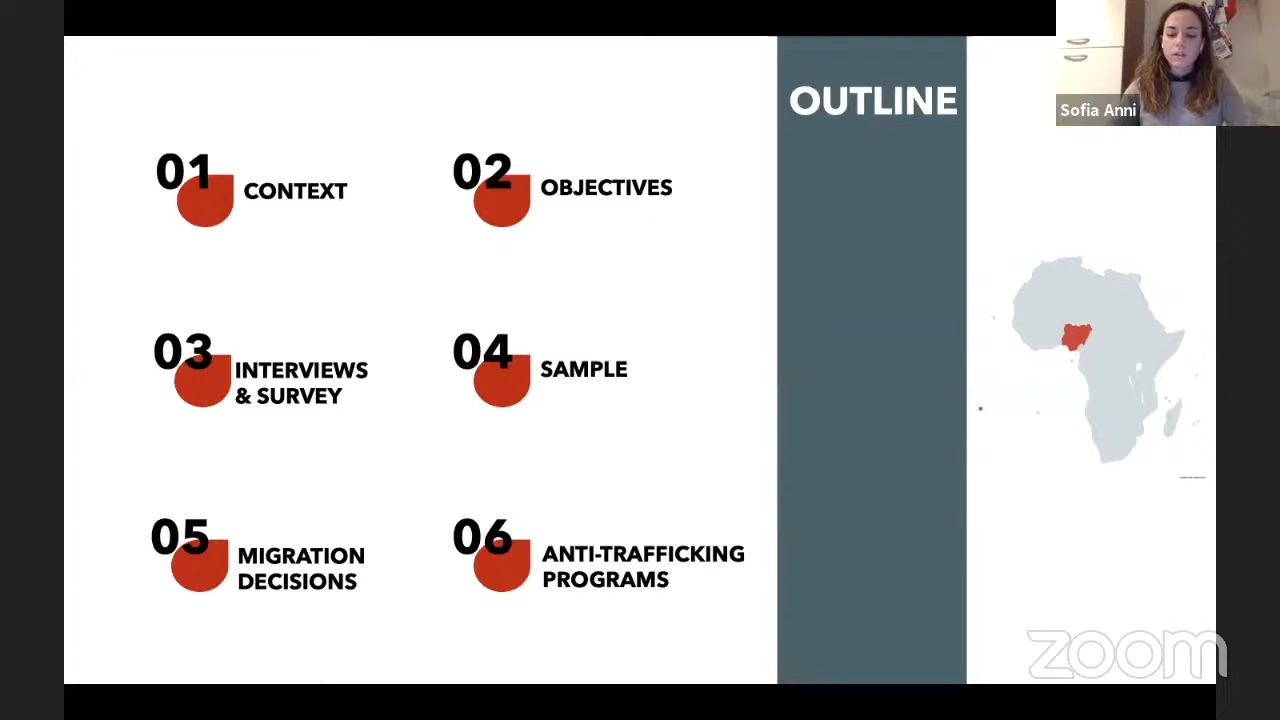 OUTLINE
Sofia Anni
01
CONTEXT
02
OBJECTIVES
03
INTERVIEWS
& SURVEY
04
SAMPLE
05
MIGRATION
DECISIONS
06
ANTI-TRAFFICKING
PROGRAMS
zoom